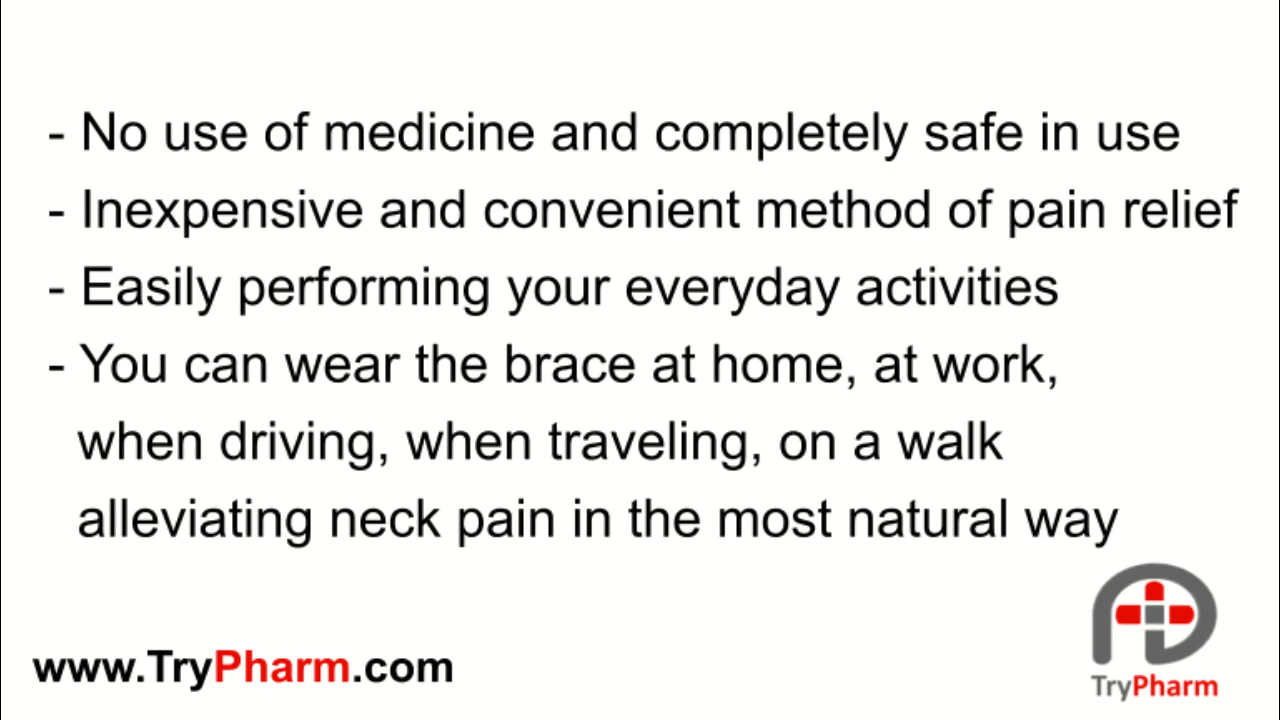 - No use of medicine and completely safe in use
- Inexpensive and convenient method of pain relief
- Easily performing your everyday activities
- You can wear the brace at home, at work,
when driving, when traveling, on a walk
alleviating neck pain in the most natural way
www.TryPharm.com
TryPharm